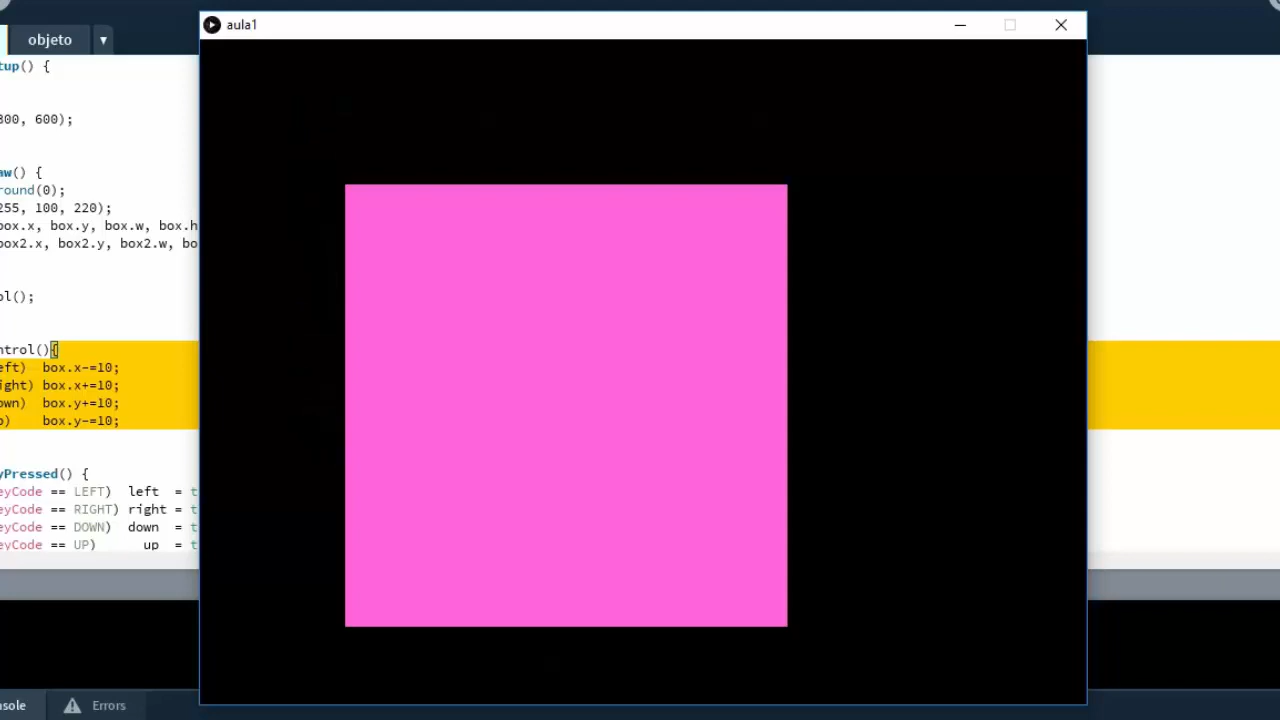 aula1
objeto ▼
tup() {
800, 600);
aw() {
round(0);
255, 100, 220);
box.x, box.y, box.w, box.h
box2.x, box2.y, box2.w, bo
ol();
ntrol(){
eft)  box.x-=10;
ight) box.x+=10;
own)  box.y+=10;
p)    box.y-=10;
yPressed() {
eyCode == LEFT)  left  = t
eyCode == RIGHT) right = t
eyCode == DOWN)  down  = t
eyCode == UP)      up  = t
nsole
Errors